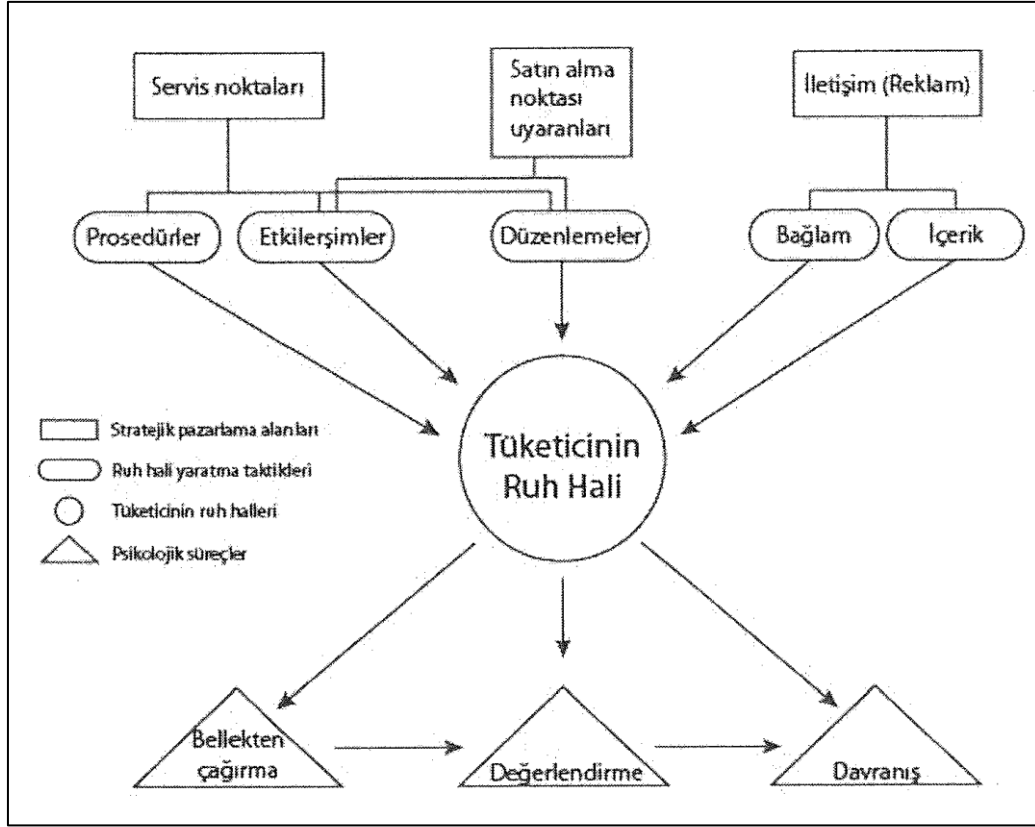 Servis noktaları
Satın alma
noktası
uyaranları
İletişim (Reklam)
Prosedürler
Etkilerşimler
Düzenlemeler
Bağlam
İçerik
Tüketicinin
Ruh Hali
Stratejik pazarlama alanları
Ruh hali yaratma taktikleri
Tüketicinin ruh halleri
Psikolojik süreçler
Bellekten
çağırma
Değerlendirme
Davranış